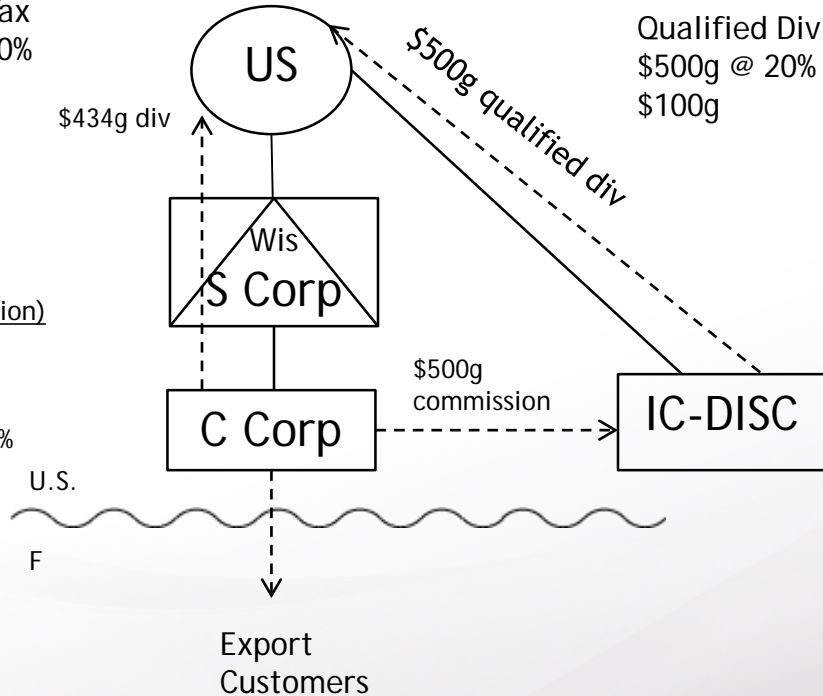 ax
0%
US
$500g qualified div
Qualified Div
$500g @ 20%
$100g
$434g div
Wis
S Corp
ion)
$500g
commission
C Corp
IC-DISC
%
U.S.
F
Export
Customers